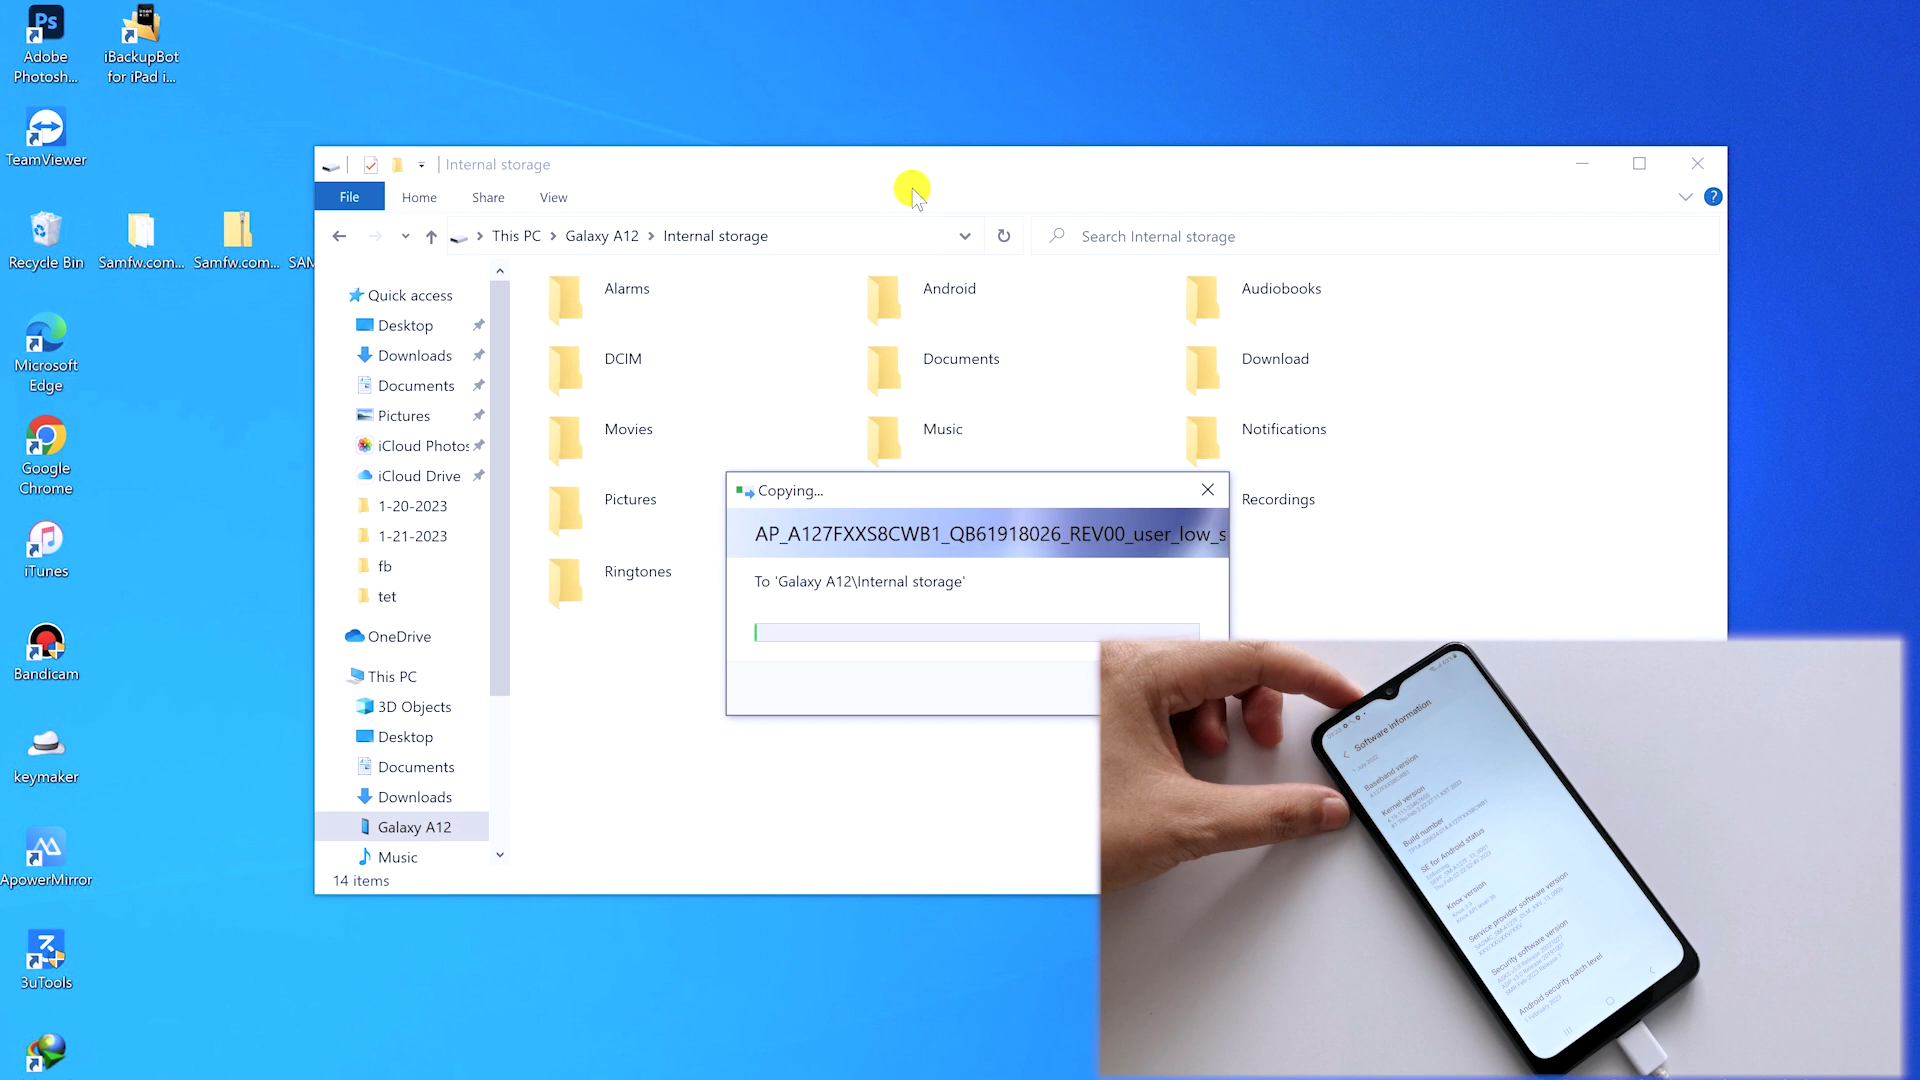 Adobe
Photosh...
iBackupBot
for iPad i...
TeamViewer
Recycle Bin
Samfw.com...
Samfw.com...
SAM
Microsoft
Edge
Google
Chrome
iTunes
Bandicam
keymaker
ApowerMirror
3uTools
Internal storage
File
Home
Share
View
This PC
Galaxy A12
Internal storage
Search Internal storage
Quick access
Desktop
Downloads
Documents
Pictures
iCloud Photos
iCloud Drive
1-20-2023
1-21-2023
fb
tet
OneDrive
This PC
3D Objects
Desktop
Documents
Downloads
Galaxy A12
Music
14 items
Alarms
Android
Audiobooks
DCIM
Documents
Download
Movies
Music
Notifications
Pictures
Recordings
Ringtones
Copying...
AP_A127FXXS8CWB1_QB61918026_REV00_user_low_s
To 'Galaxy A12\Internal storage'
Software information
Baseband version
A127FXXS8CWB1
Kernel version
Build number
SE for Android status
Knox version
Service provider software version
Security software version
Android security patch level
1 February 2023